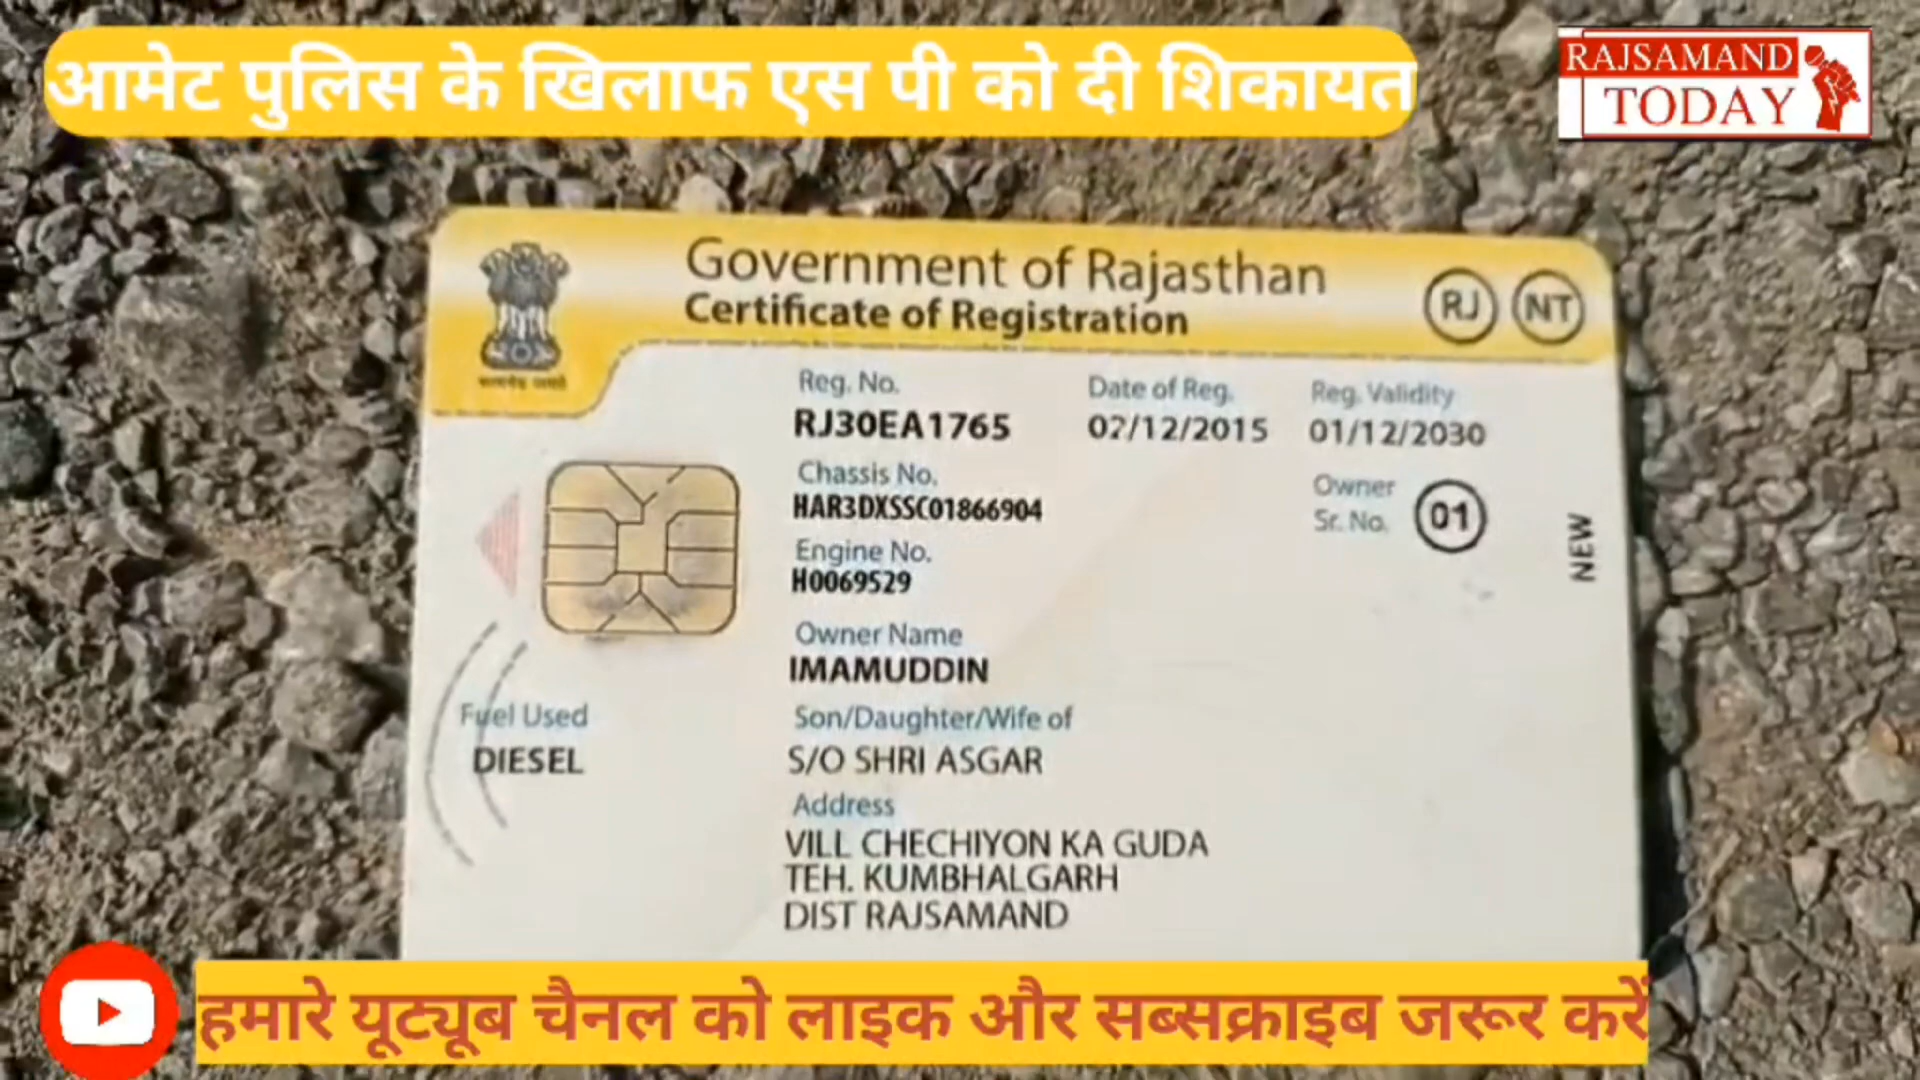 आमेट पुलिस के खिलाफ एस पी को दी शिकायत
RAJSAMAND
TODAY
Government of Rajasthan
Certificate of Registration
RJ NT
Reg. No. Date of Reg. Reg. Validity
RJ30EA1765 02/12/2015 01/12/2030
Chassis No.
HAR3DXSSC01866904
Owner
Sr. No. 01
NEW
Engine No.
H0069529
Owner Name
IMAMUDDIN
Fuel Used
DIESEL
Son/Daughter/Wife of
S/O SHRI ASGAR
Address
VILL CHECHIYON KA GUDA
TEH. KUMBHALGARH
DIST RAJSAMAND
हमारे यूट्यूब चैनल को लाइक और सब्सक्राइब जरूर करें